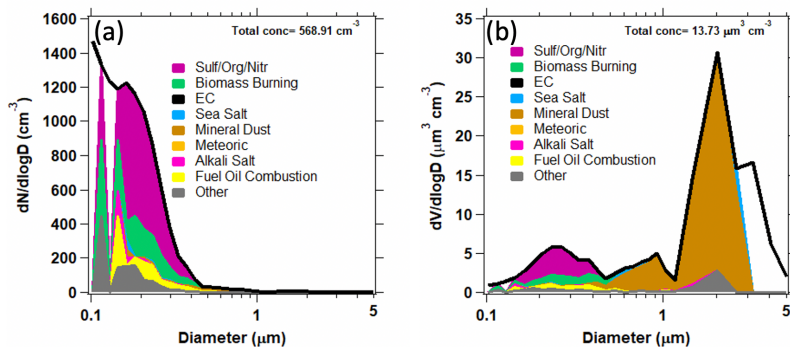 (a)
Total conc= 568.91 cm-3
1600
1400
1200
1000
800
600
400
200
0
dN/dlogD (cm-3)
Sulf/Org/Nitr
Biomass Burning
EC
Sea Salt
Mineral Dust
Meteoric
Alkali Salt
Fuel Oil Combustion
Other
0.1
1
5
Diameter (μm)
(b)
Total conc= 13.73 μm3 cm-3
35
30
25
20
15
10
5
0
dV/dlogD (μm3 cm-3)
Sulf/Org/Nitr
Biomass Burning
EC
Sea Salt
Mineral Dust
Meteoric
Alkali Salt
Fuel Oil Combustion
Other
0.1
1
5
Diameter (μm)